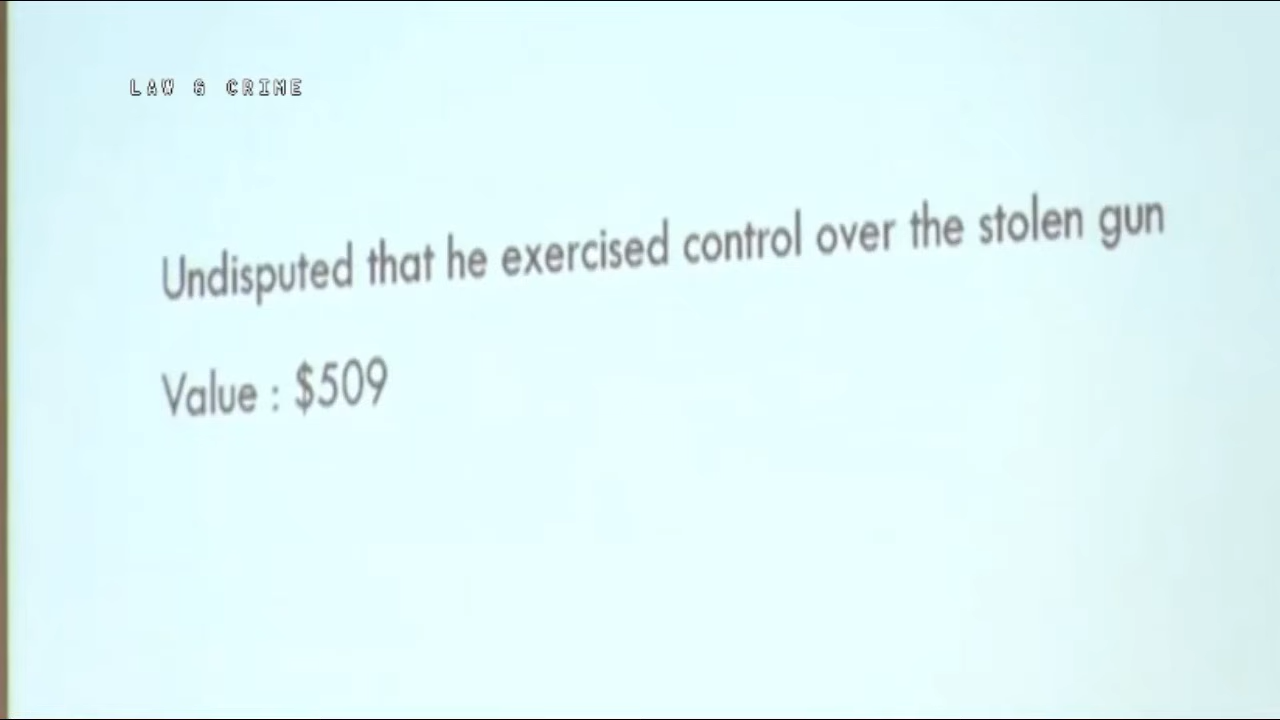 LAW & CRIME
Undisputed that he exercised control over the stolen gun
Value : $509